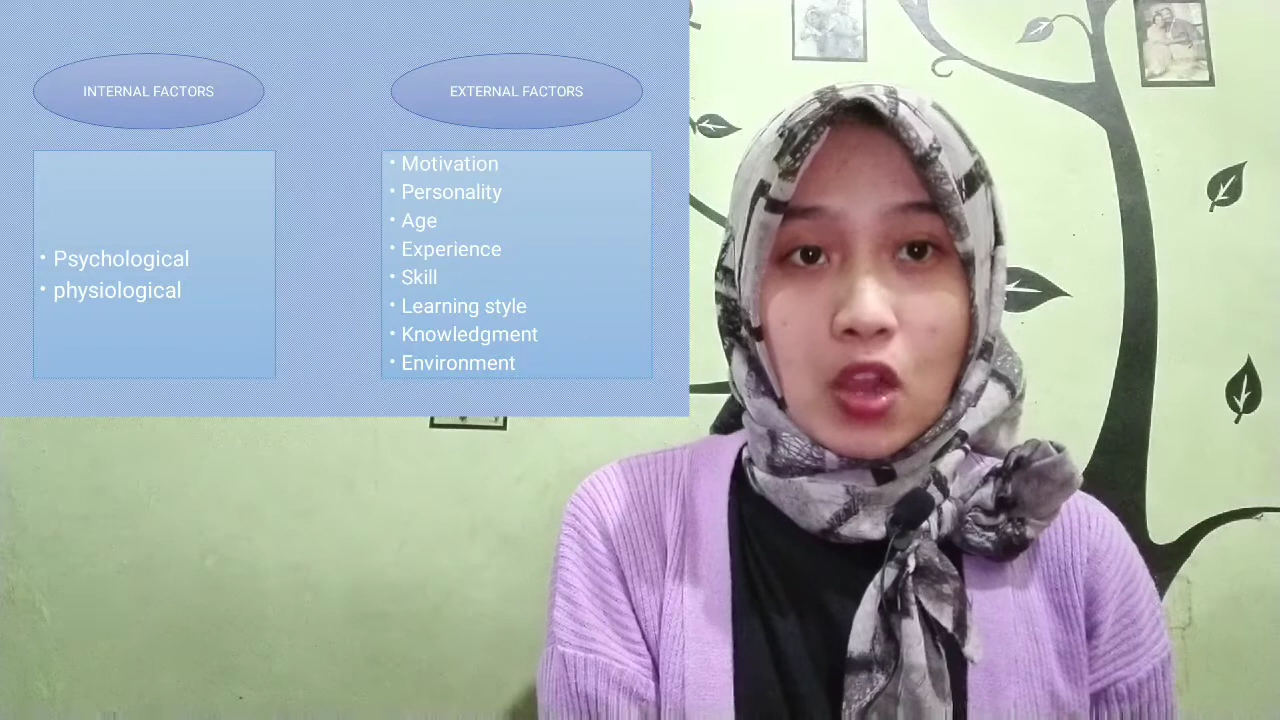 INTERNAL FACTORS
• Psychological
• physiological
EXTERNAL FACTORS
• Motivation
• Personality
• Age
• Experience
• Skill
• Learning style
• Knowledgment
• Environment